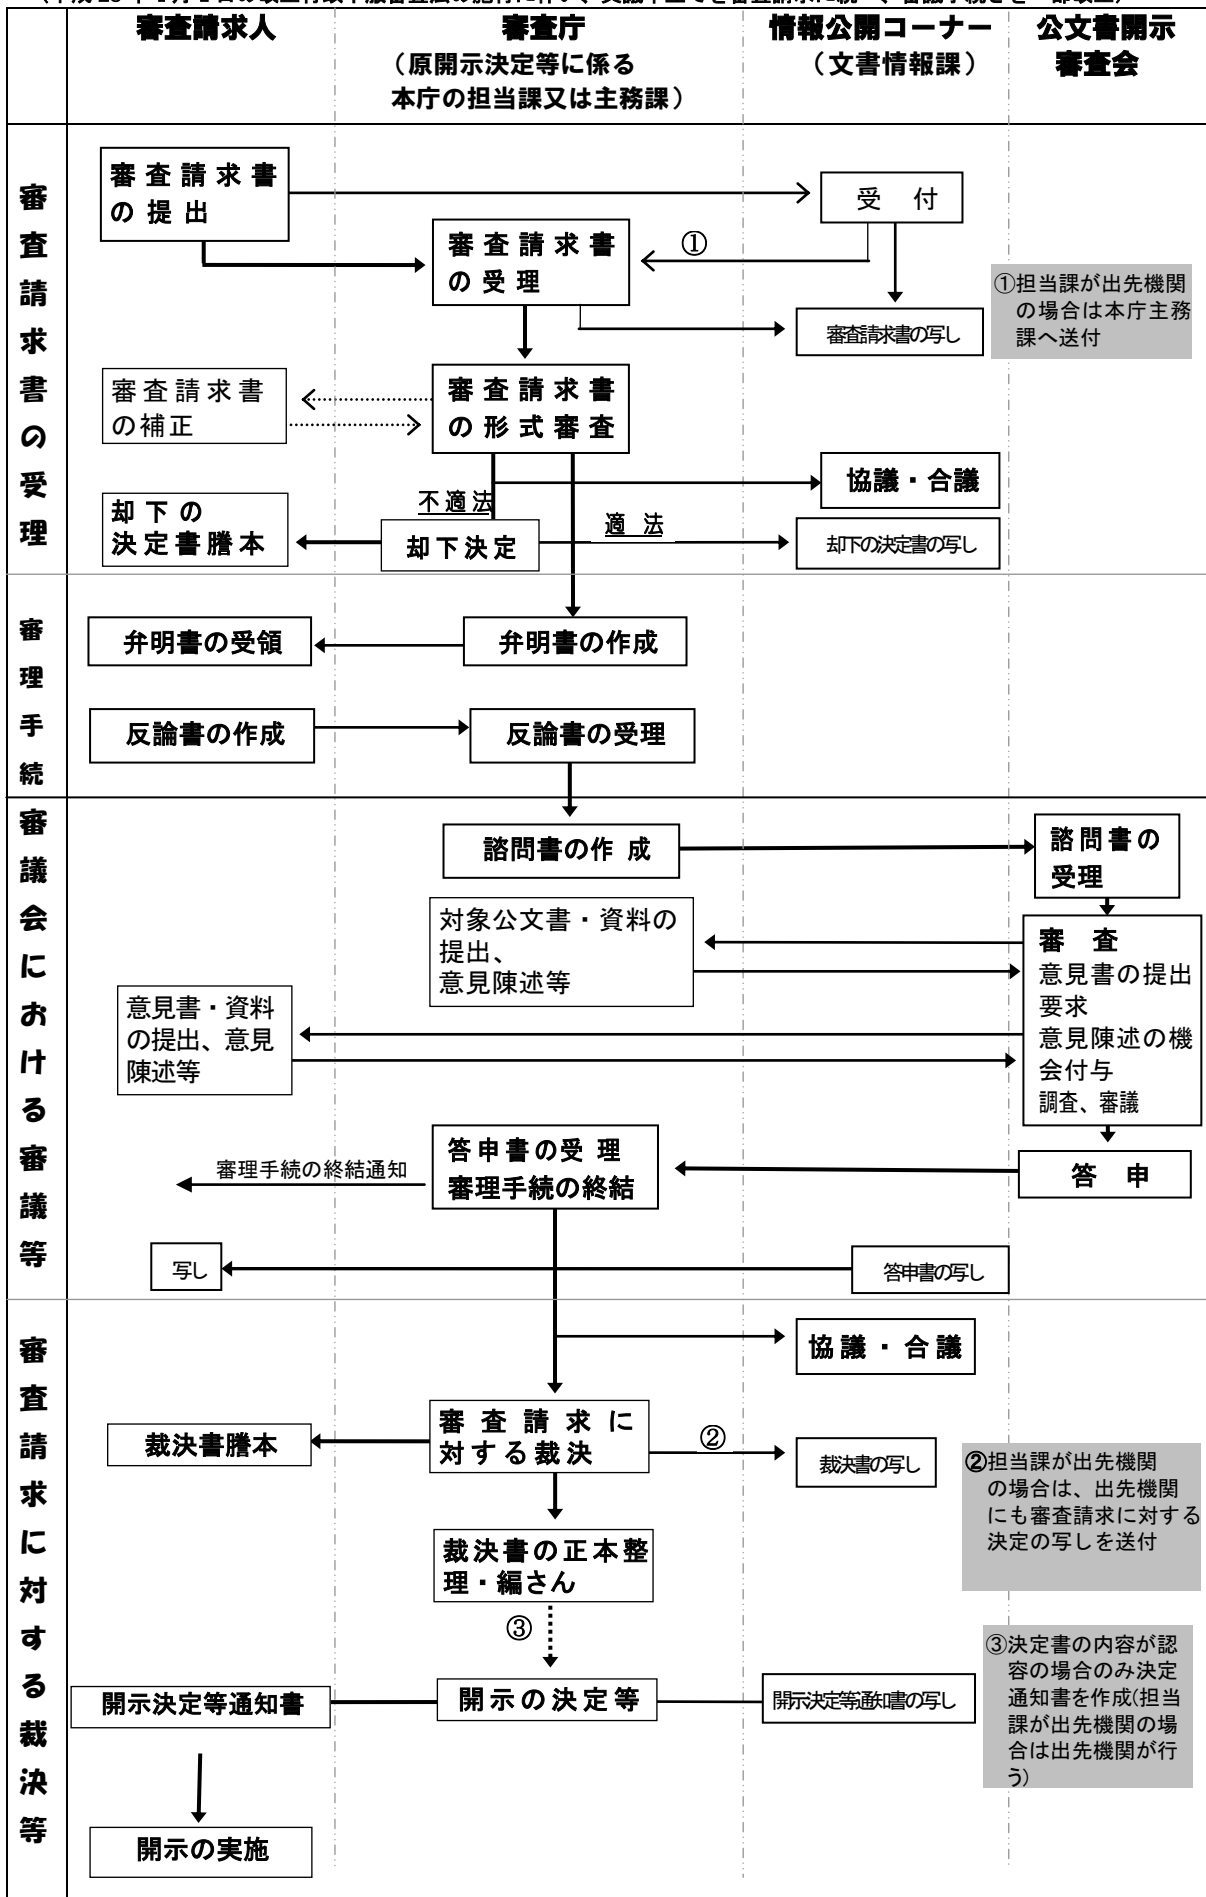 審査請求人
審査庁
(原開示決定等に係る
本庁の担当課又は主務課)
情報公開コーナー
(文書情報課)
公文書開示
審査会
審査請求書の受理
審査請求書
の提出
受 付
審査請求書
の受理
①
①担当課が出先機関
の場合は本庁主務
課へ送付
審査請求書の写し
審査請求書
の補正
審査請求書
の形式審査
協議・合議
不適法
適 法
却下の
決定書謄本
却下決定
却下の決定書の写し
審理手続
弁明書の受領
弁明書の作成
反論書の作成
反論書の受理
審議会における審議等
諮問書の作 成
諮問書の
受理
対象公文書・資料の
提出、
意見陳述等
審 査
意見書の提出
要求
意見陳述の機
会付与
調査、審議
意見書・資料
の提出、意見
陳述等
答申書の受 理
審理手続の終結
審理手続の終結通知
答 申
写し
答申書の写し
審査請求に対する裁決等
協議・合議
審査請求に
対する裁決
裁決書謄本
②
裁決書の写し
②担当課が出先機関
の場合は、出先機関
にも審査請求に対する
決定の写しを送付
裁決書の正本整
理・編さん
③
③決定書の内容が認
容の場合のみ決定
通知書を作成(担当
課が出先機関の場
合は出先機関が行
う)
開示決定等通知書
開示の決定等
開示決定等通知書の写し
開示の実施